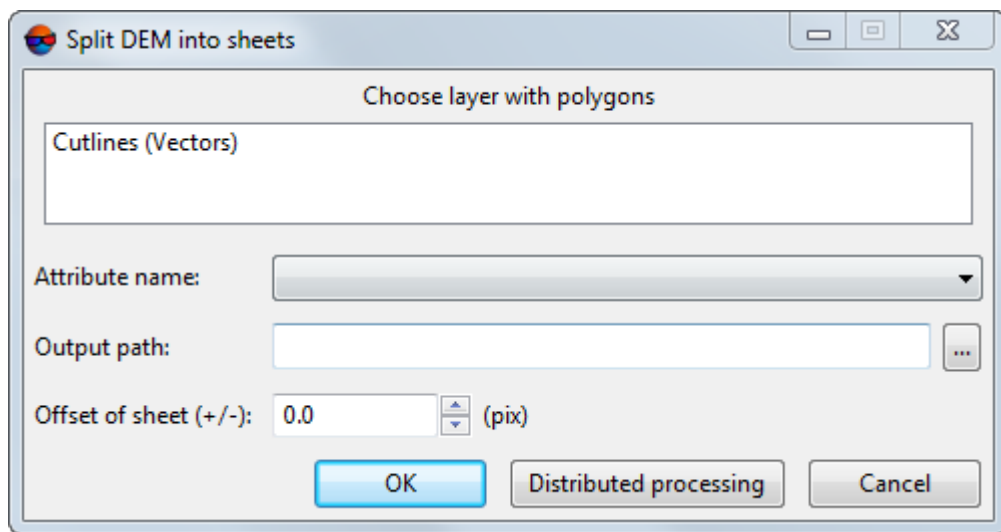 Split DEM into sheets
Choose layer with polygons
Cutlines (Vectors)
Attribute name:
Output path:
...
Offset of sheet (+/-): 0.0 (pix)
OK Distributed processing Cancel